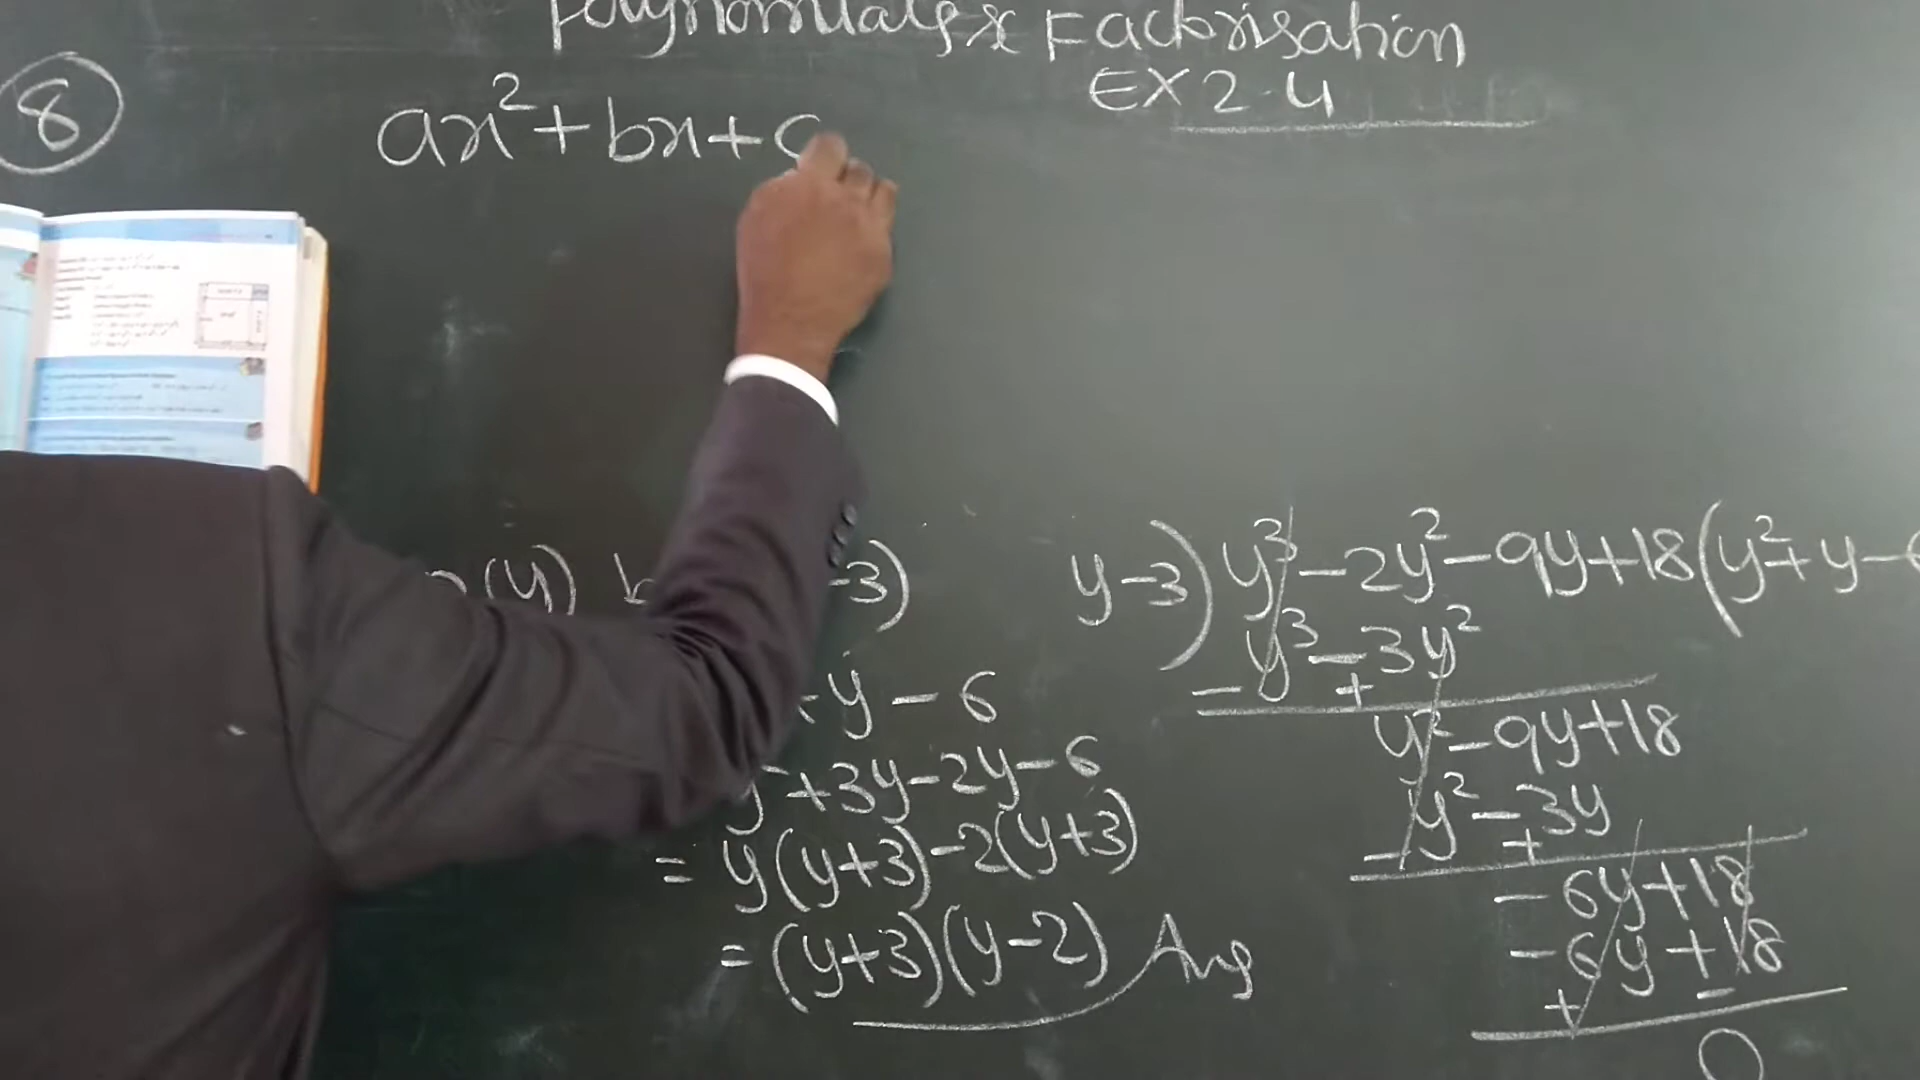 Polynomials & Factorisation
EX 2.4
8
ax² + bx + c
(y) b -3)
+y - 6
y² + 3y - 2y - 6
= y(y+3) - 2(y+3)
= (y+3)(y-2) Ans
y-3) y³ - 2y² - 9y + 18 (y² + y - 6
y³ - 3y²
- +
y² - 9y + 18
y² - 3y
- +
- 6y + 18
- 6y + 18
+ -
0